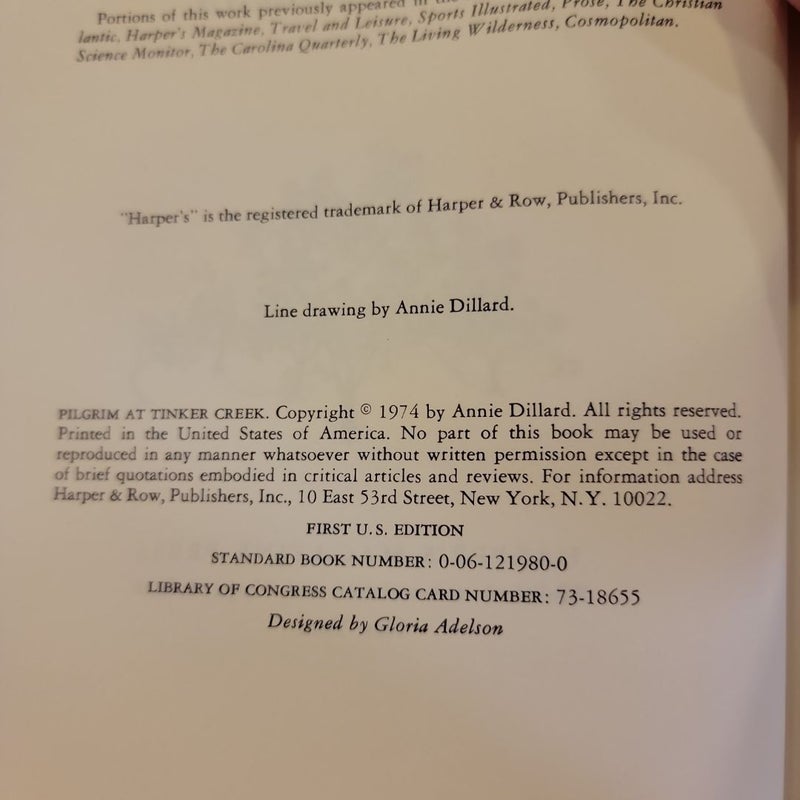 Portions of this work previously appeared in the
lantic, Harper's Magazine, Travel and Leisure, Sports Illustrated, Prose, The Christian
Science Monitor, The Carolina Quarterly, The Living Wilderness, Cosmopolitan.
"Harper's" is the registered trademark of Harper & Row, Publishers, Inc.
Line drawing by Annie Dillard.
PILGRIM AT TINKER CREEK. Copyright © 1974 by Annie Dillard. All rights reserved.
Printed in the United States of America. No part of this book may be used or
reproduced in any manner whatsoever without written permission except in the case
of brief quotations embodied in critical articles and reviews. For information address
Harper & Row, Publishers, Inc., 10 East 53rd Street, New York, N.Y. 10022.
FIRST U.S. EDITION
STANDARD BOOK NUMBER: 0-06-121980-0
LIBRARY OF CONGRESS CATALOG CARD NUMBER: 73-18655
Designed by Gloria Adelson